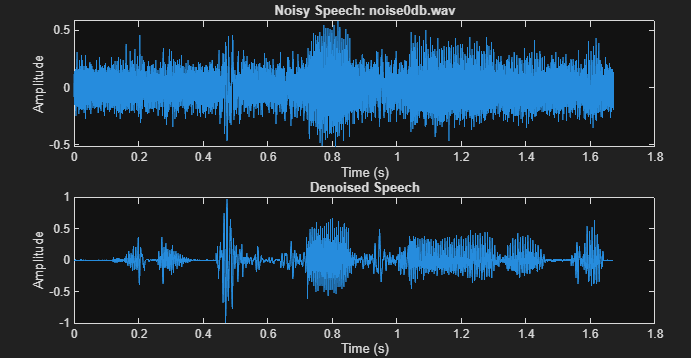 Noisy Speech: noise0db.wav
0.5
0
-0.5
Amplitude
0 0.2 0.4 0.6 0.8 1 1.2 1.4 1.6 1.8
Time (s)
Denoised Speech
1
0.5
0
-0.5
-1
Amplitude
0 0.2 0.4 0.6 0.8 1 1.2 1.4 1.6 1.8
Time (s)